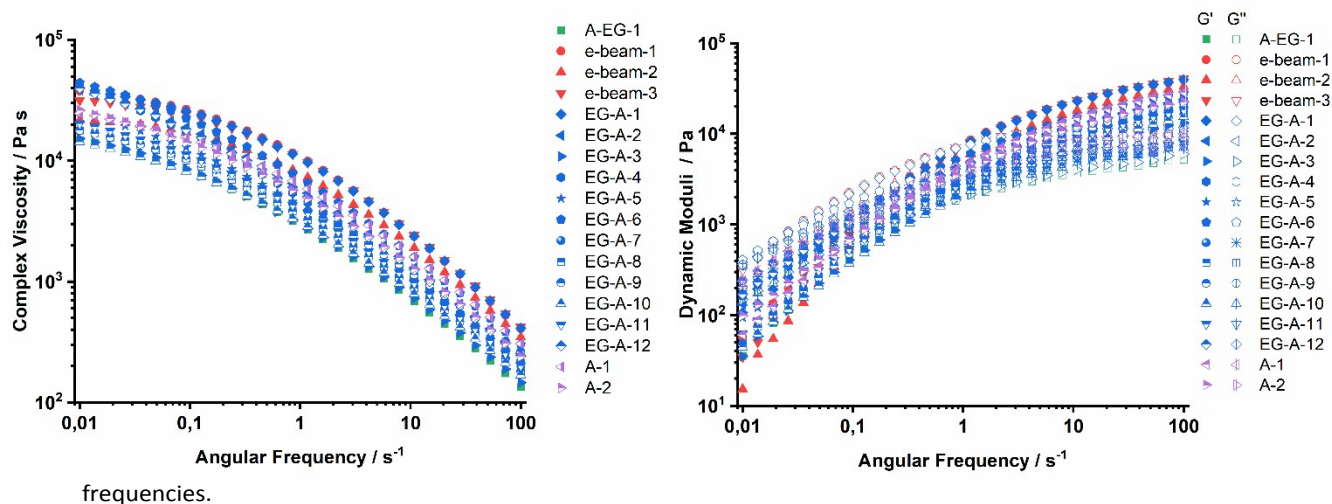 10⁵
10⁴
10³
10²
Complex Viscosity / Pa s
0,01
0,1
1
10
100
Angular Frequency / s⁻¹
A-EG-1
e-beam-1
e-beam-2
e-beam-3
EG-A-1
EG-A-2
EG-A-3
EG-A-4
EG-A-5
EG-A-6
EG-A-7
EG-A-8
EG-A-9
EG-A-10
EG-A-11
EG-A-12
A-1
A-2
10⁵
10⁴
10³
10²
10¹
Dynamic Moduli / Pa
0,01
0,1
1
10
100
Angular Frequency / s⁻¹
G' G"
A-EG-1
e-beam-1
e-beam-2
e-beam-3
EG-A-1
EG-A-2
EG-A-3
EG-A-4
EG-A-5
EG-A-6
EG-A-7
EG-A-8
EG-A-9
EG-A-10
EG-A-11
EG-A-12
A-1
A-2
frequencies.